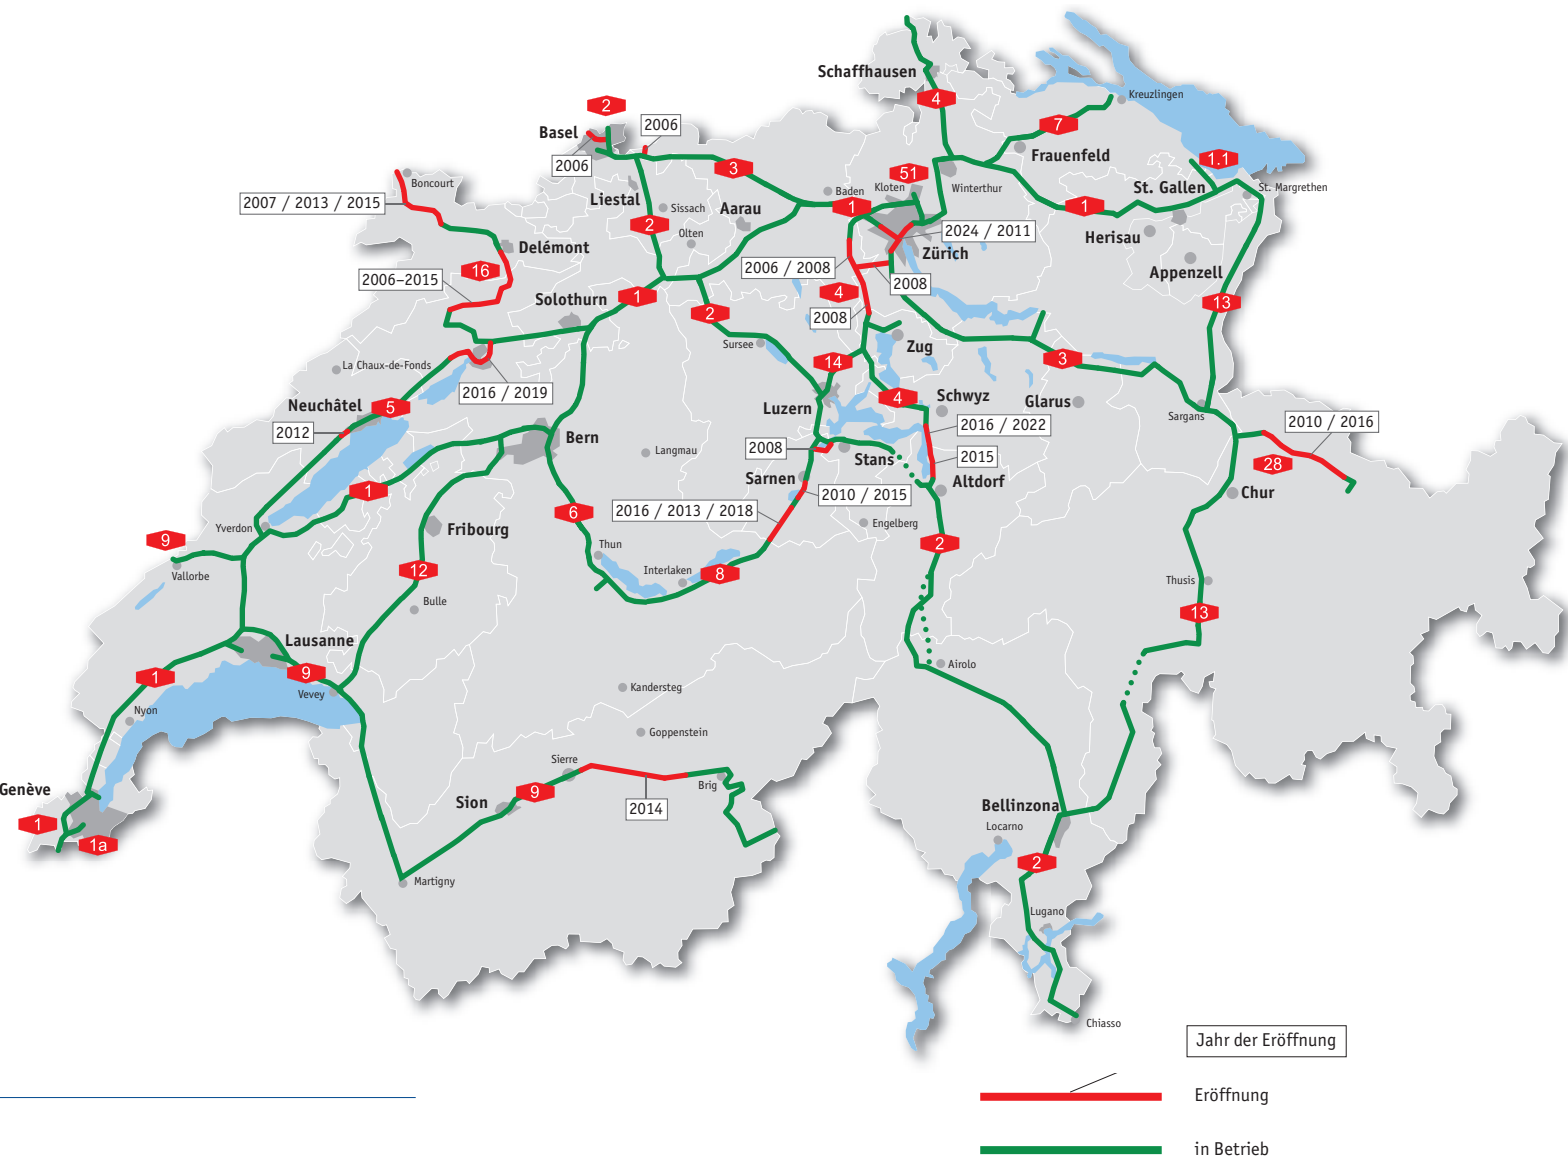 Schaffhausen
4
Kreuzlingen
2
7
Basel
2006
Frauenfeld
2006
3
51
1.1
Boncourt
Baden
Kloten
Winterthur
St. Gallen
St. Margrethen
2007 / 2013 / 2015
Liestal
Sissach
Aarau
1
1
2
Olten
2024 / 2011
Herisau
Delémont
Zürich
16
2006 / 2008
Appenzell
2006–2015
2008
Solothurn
1
4
13
2
2008
Sursee
Zug
La Chaux-de-Fonds
14
3
2016 / 2019
4
Schwyz
Glarus
Neuchâtel
5
Luzern
Sargans
2012
2016 / 2022
2010 / 2016
Bern
2008
Langnau
Stans
2015
28
Sarnen
Altdorf
1
2010 / 2015
Chur
6
2016 / 2013 / 2018
Engelberg
Yverdon
Fribourg
9
2
Thun
Vallorbe
12
Interlaken
8
Thusis
Bulle
13
Lausanne
1
9
Airolo
Vevey
Kandersteg
Nyon
Goppenstein
Sierre
Genève
Sion
9
Brig
2014
Bellinzona
1
Locarno
1a
2
Martigny
Lugano
Chiasso
Jahr der Eröffnung
Eröffnung
in Betrieb